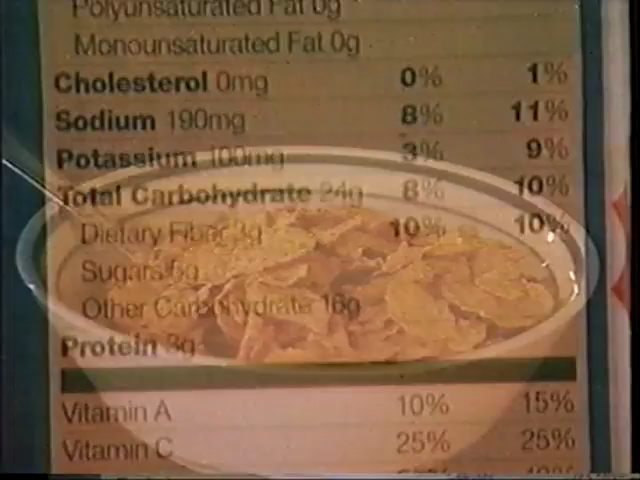 Polyunsaturated Fat 0g
Monounsaturated Fat 0g
Cholesterol 0mg 0% 1%
Sodium 190mg 8% 11%
Potassium 100mg 3% 9%
Total Carbohydrate 24g 8% 10%
Dietary Fiber 3g 10% 10%
Sugars 5g
Other Carbohydrate 16g
Protein 3g
Vitamin A 10% 15%
Vitamin C 25% 25%